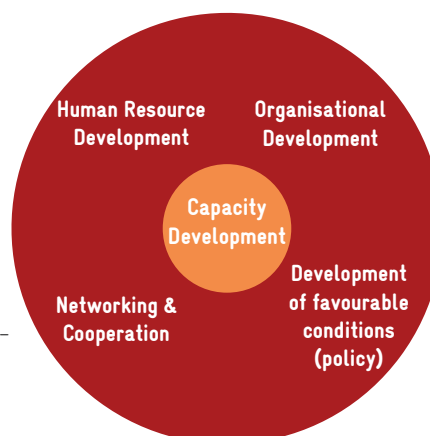 Human Resource
Development
Organisational
Development
Capacity
Development
Networking &
Cooperation
Development
of favourable
conditions
(policy)